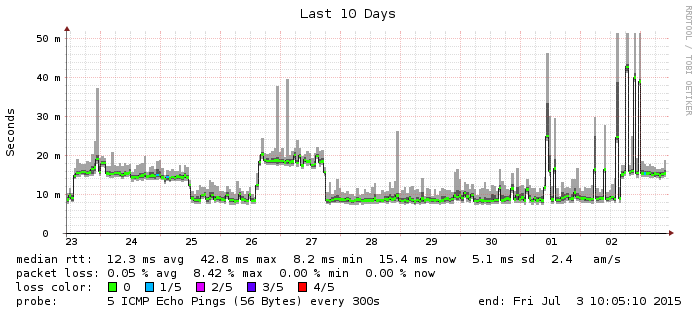 Last 10 Days
RRDTOOL / TOBI OETIKER
Seconds
50 m
40 m
30 m
20 m
10 m
0
23 24 25 26 27 28 29 30 01 02
median rtt: 12.3 ms avg 42.8 ms max 8.2 ms min 15.4 ms now 5.1 ms sd 2.4 am/s
packet loss: 0.05 % avg 8.42 % max 0.00 % min 0.00 % now
loss color: 0 1/5 2/5 3/5 4/5
probe: 5 ICMP Echo Pings (56 Bytes) every 300s end: Fri Jul 3 10:05:10 2015